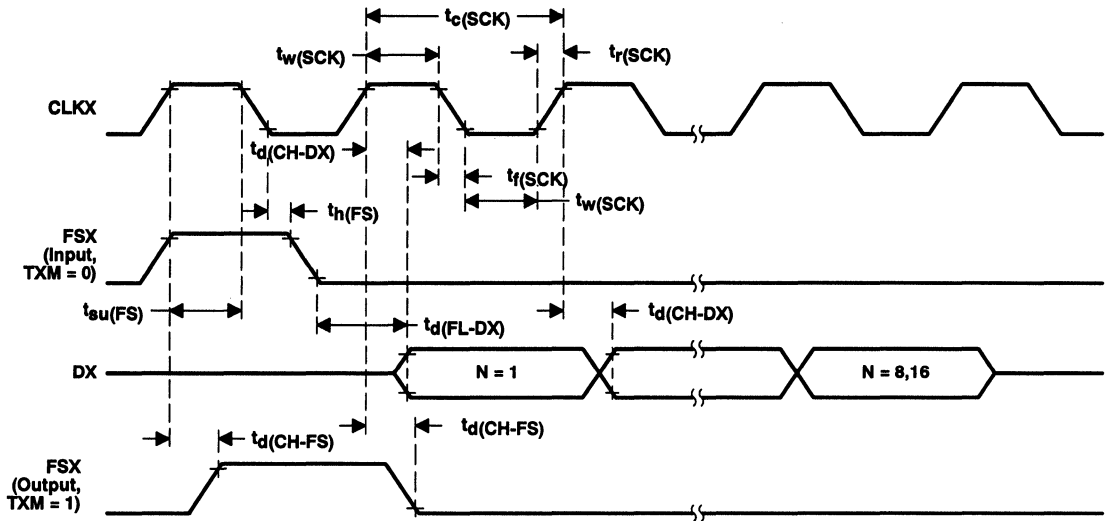 tc(SCK)
tw(SCK)
tr(SCK)
CLKX
td(CH-DX)
tf(SCK)
tw(SCK)
th(FS)
FSX
(Input,
TXM = 0)
tsu(FS)
td(FL-DX)
td(CH-DX)
DX
N = 1
N = 8,16
td(CH-FS)
td(CH-FS)
FSX
(Output,
TXM = 1)